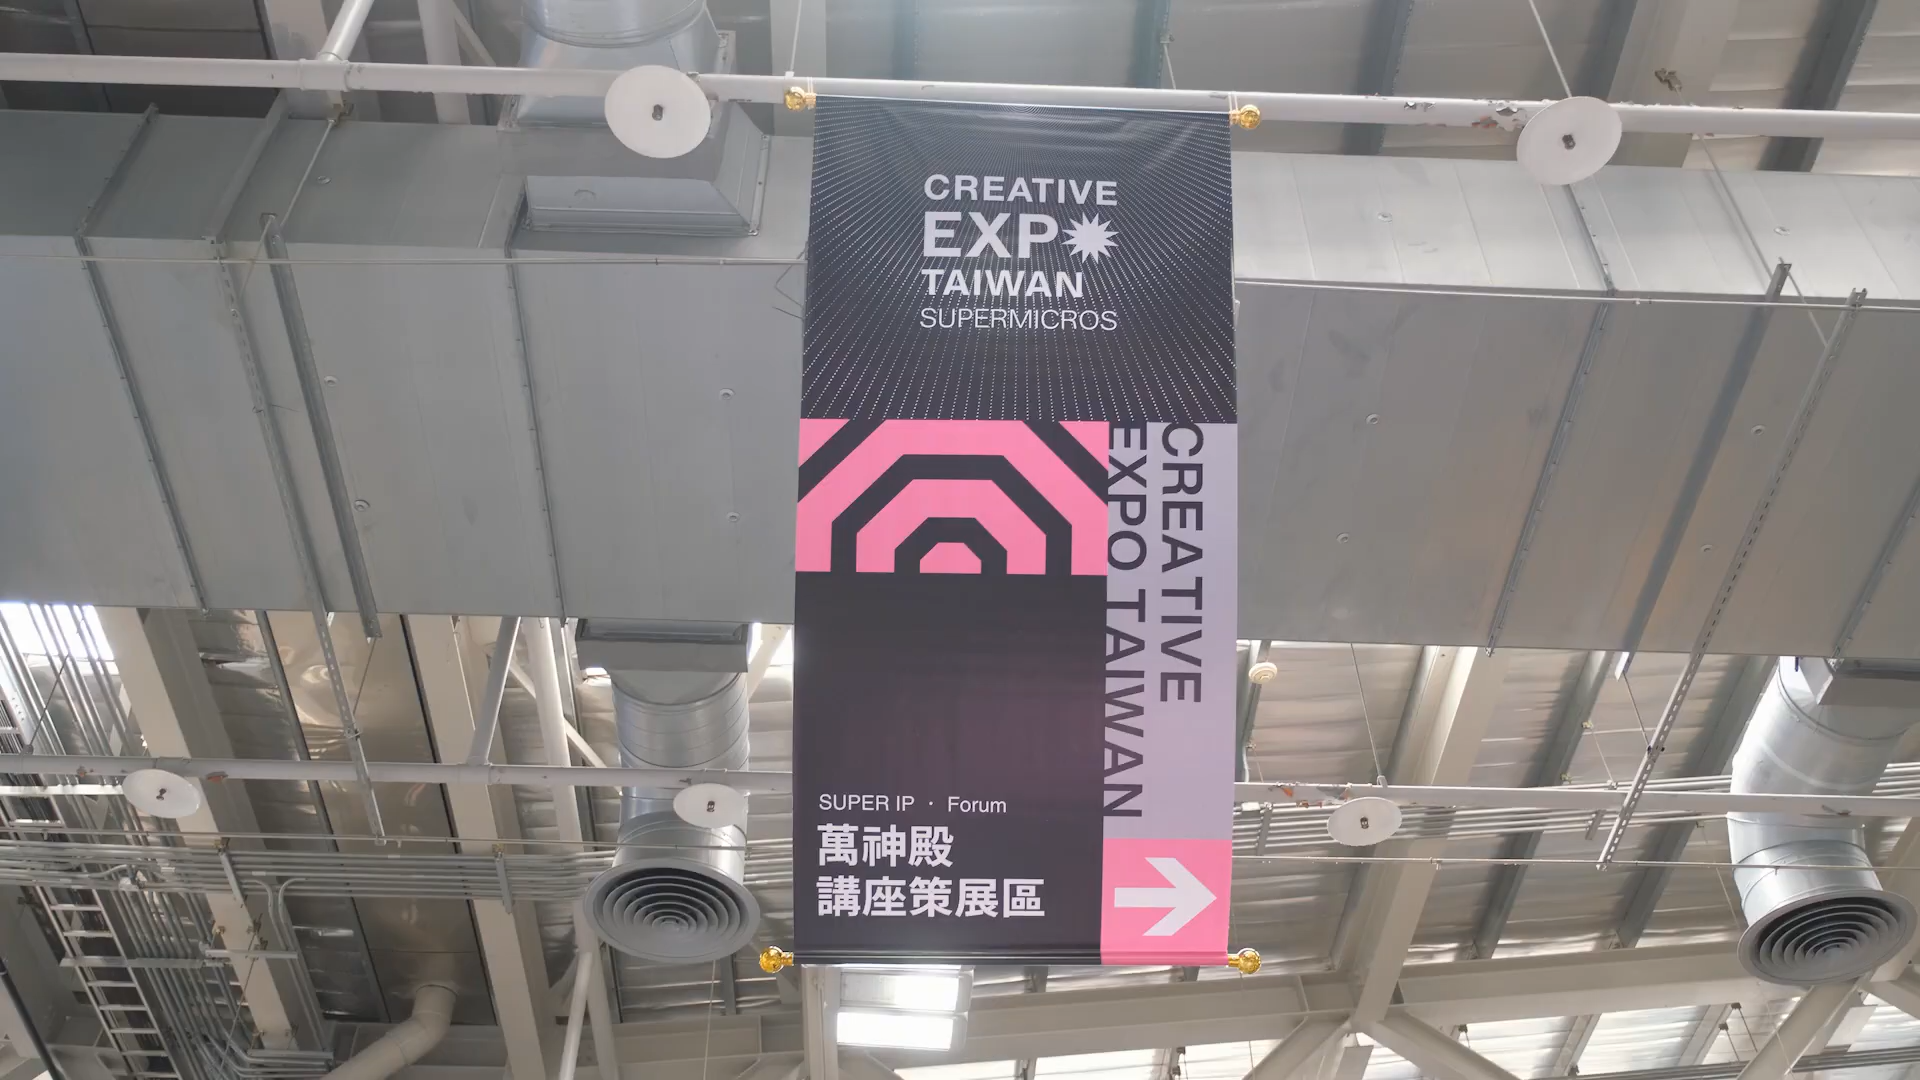 CREATIVE
EXPO
TAIWAN
SUPERMICROS
CREATIVE
EXPO TAIWAN
SUPER IP · Forum
萬神殿
講座策展區